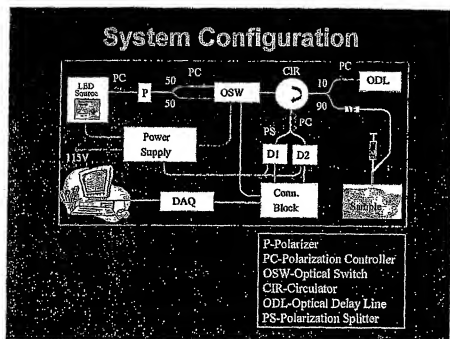 System Configuration
CIR
PC
50
PC
10
PC
LED
Source
P
OSW
ODL
50
90
PS
PC
Power
Supply
D1
D2
115V
DAQ
Conn.
Block
Sample
P-Polarizer
PC-Polarization Controller
OSW-Optical Switch
CIR-Circulator
ODL-Optical Delay Line
PS-Polarization Splitter